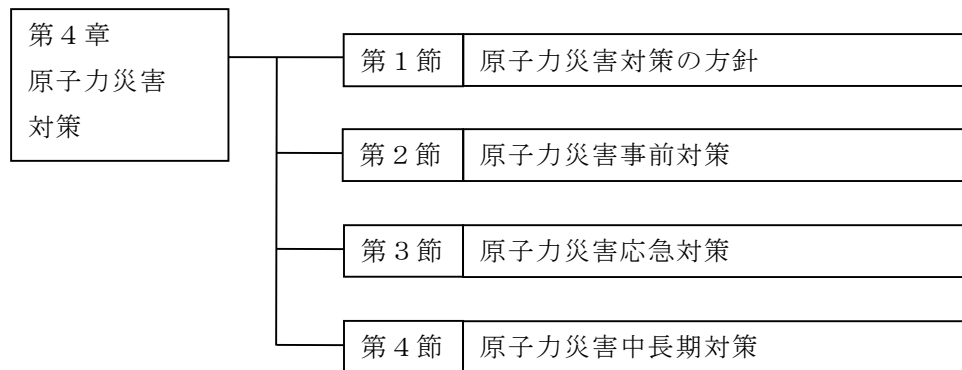 第４章
原子力災害
対策
第１節 原子力災害対策の方針
第２節 原子力災害事前対策
第３節 原子力災害応急対策
第４節 原子力災害中長期対策